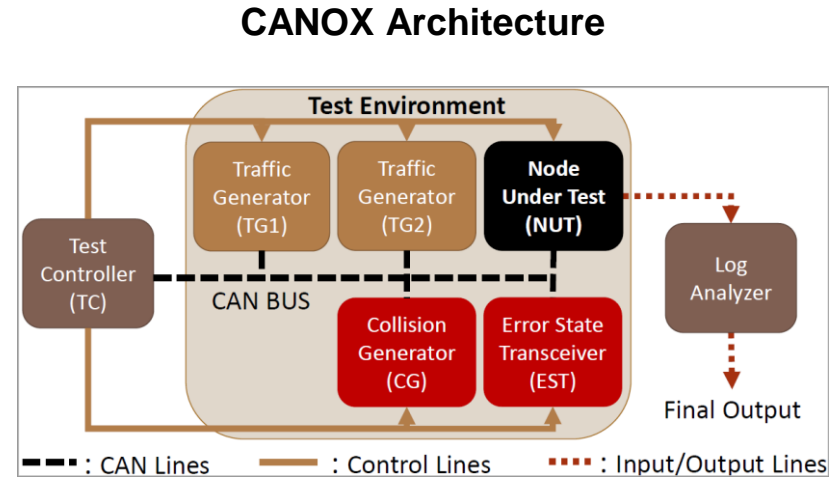 CANOX Architecture
Test Environment
Traffic
Generator
(TG1)
Traffic
Generator
(TG2)
Node
Under Test
(NUT)
Test
Controller
(TC)
CAN BUS
Log
Analyzer
Collision
Generator
(CG)
Error State
Transceiver
(EST)
Final Output
: CAN Lines
: Control Lines
: Input/Output Lines